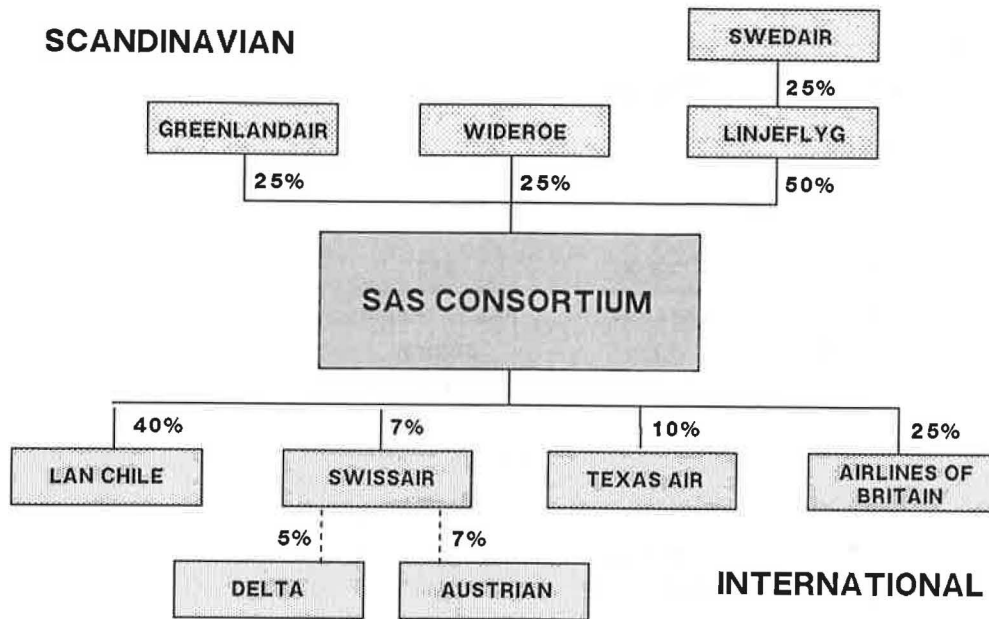 SCANDINAVIAN
SWEDAIR
25%
GREENLANDAIR
WIDEROE
LINJEFLYG
25%
25%
50%
SAS CONSORTIUM
40%
7%
10%
25%
LAN CHILE
SWISSAIR
TEXAS AIR
AIRLINES OF
BRITAIN
5%
7%
DELTA
AUSTRIAN
INTERNATIONAL